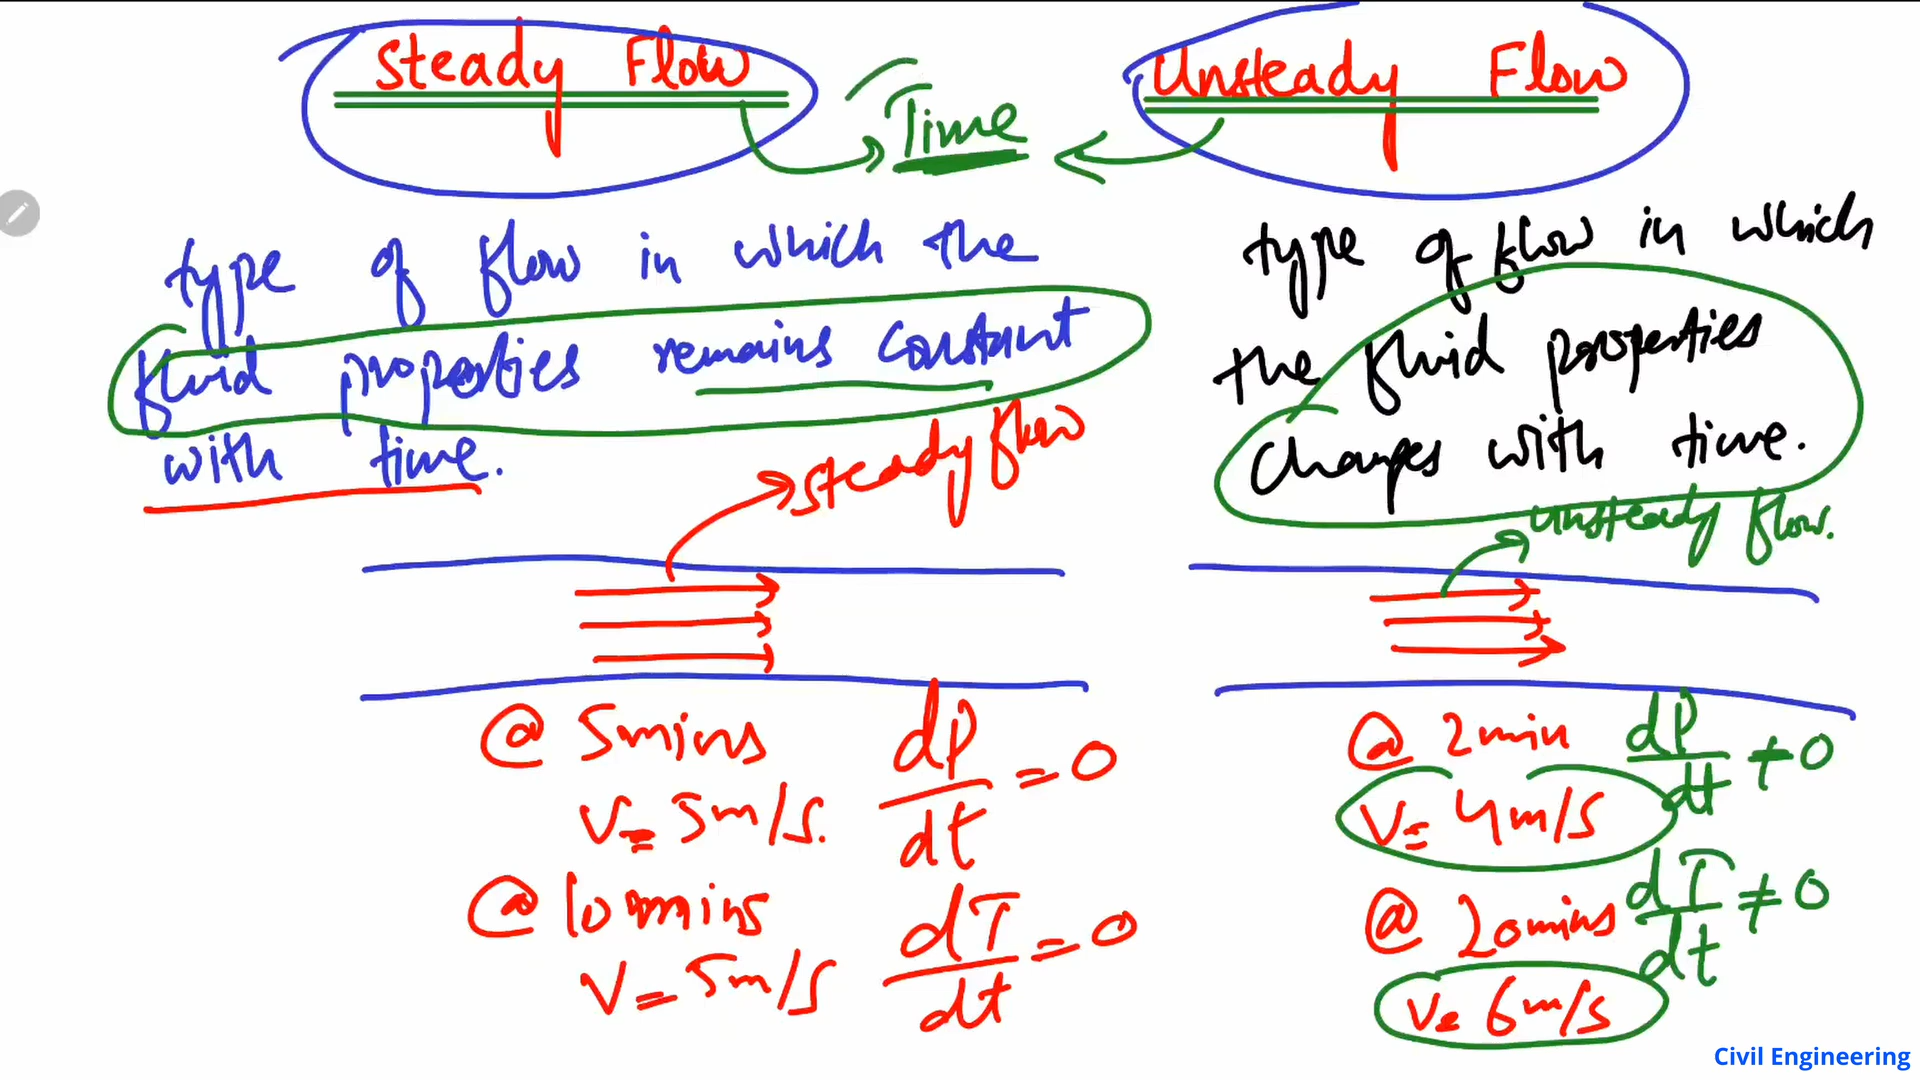 Steady Flow
Time
Unsteady Flow
type of flow in which the
fluid properties remains constant
with time.
steady flow
@ 5mins
V = 5m/s.
dP/dt = 0
@ 10 mins
V = 5m/s
dT/dt = 0
type of flow in which
the fluid properties
changes with time.
unsteady flow.
@ 2min
V = 4m/s
dP/dt ≠ 0
@ 20mins
V = 6m/s
dT/dt ≠ 0
Civil Engineering